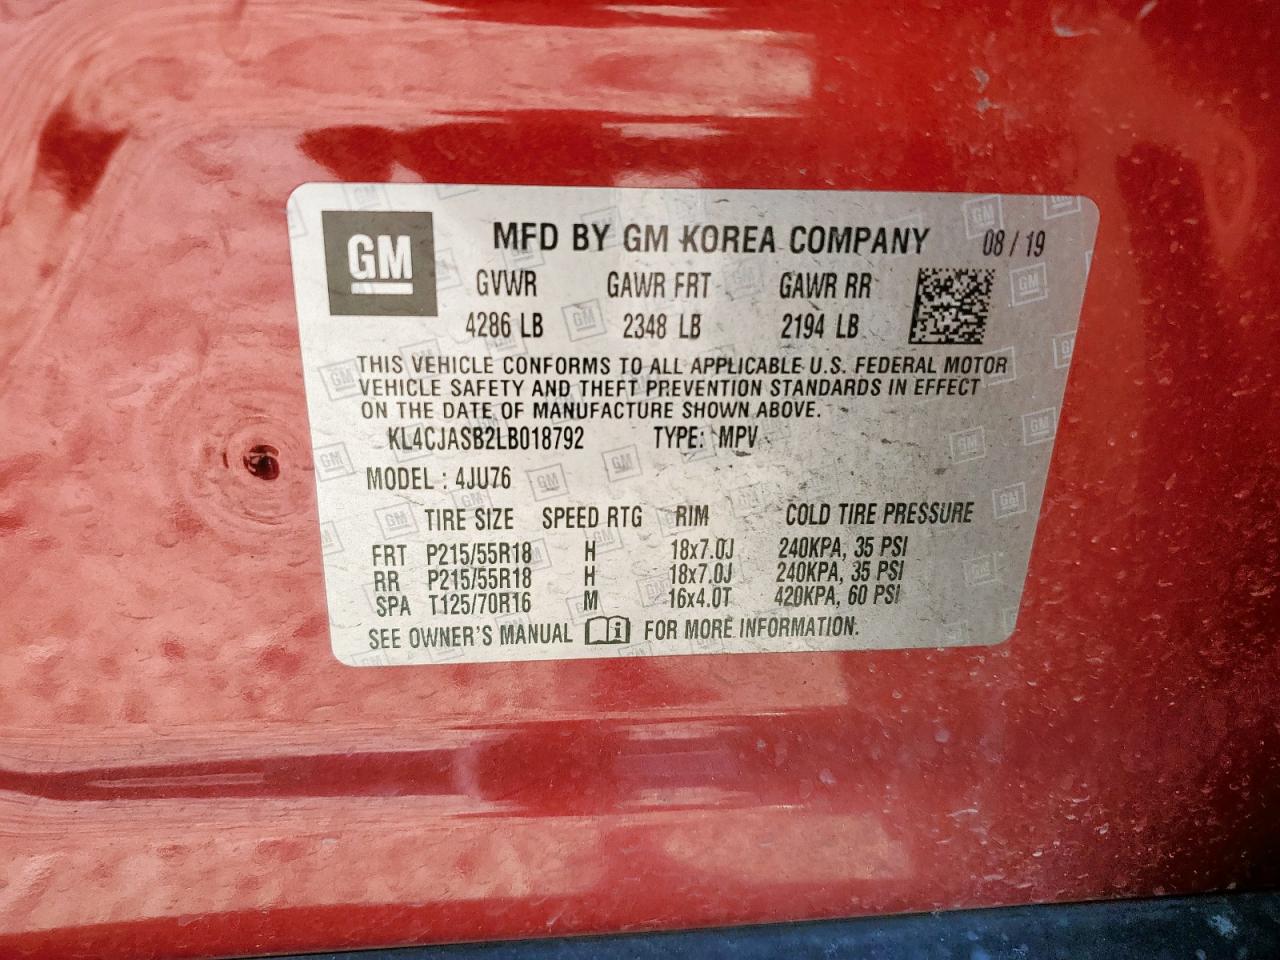 GM
MFD BY GM KOREA COMPANY 08 / 19
GVWR GAWR FRT GAWR RR
4286 LB 2348 LB 2194 LB
THIS VEHICLE CONFORMS TO ALL APPLICABLE U.S. FEDERAL MOTOR
VEHICLE SAFETY AND THEFT PREVENTION STANDARDS IN EFFECT
ON THE DATE OF MANUFACTURE SHOWN ABOVE.
KL4CJASB2LB018792 TYPE: MPV
MODEL : 4JU76
TIRE SIZE SPEED RTG RIM COLD TIRE PRESSURE
FRT P215/55R18 H 18x7.0J 240KPA, 35 PSI
RR P215/55R18 H 18x7.0J 240KPA, 35 PSI
SPA T125/70R16 M 16x4.0T 420KPA, 60 PSI
SEE OWNER'S MANUAL i FOR MORE INFORMATION.